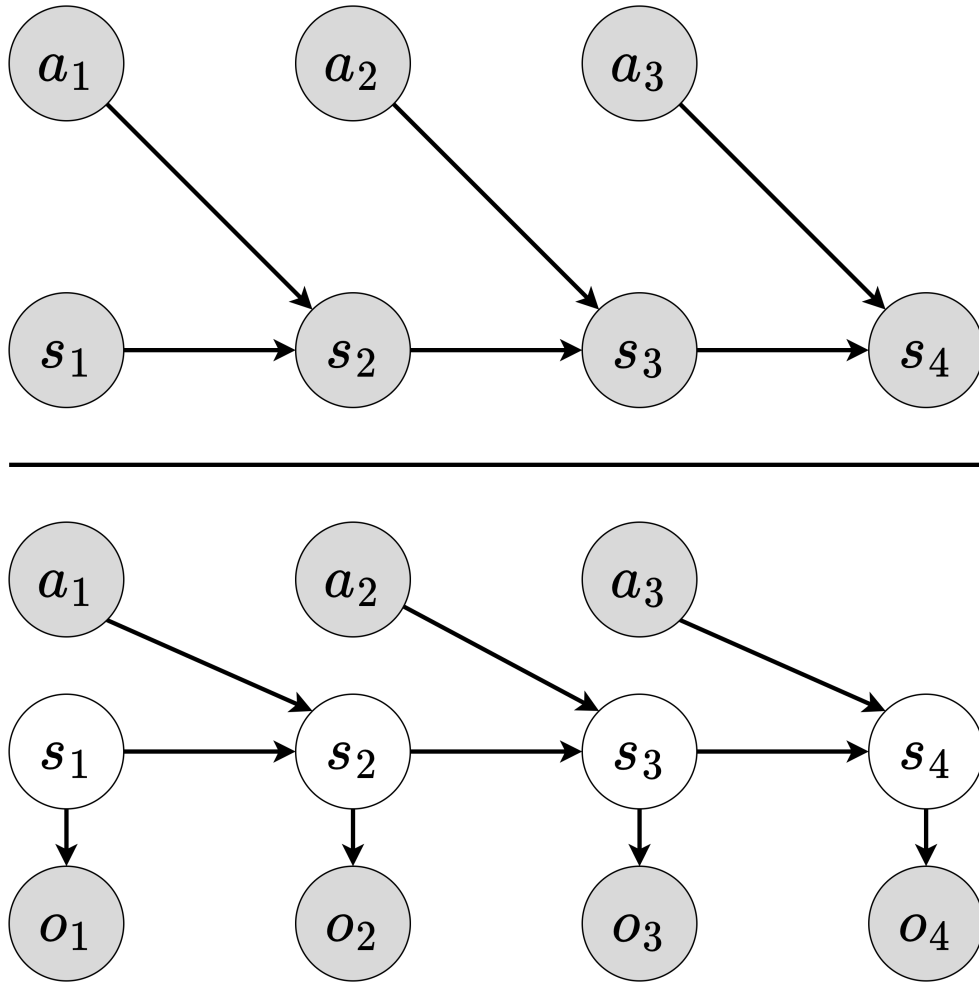 a₁ a₂ a₃
s₁ s₂ s₃ s₄
a₁ a₂ a₃
s₁ s₂ s₃ s₄
o₁ o₂ o₃ o₄